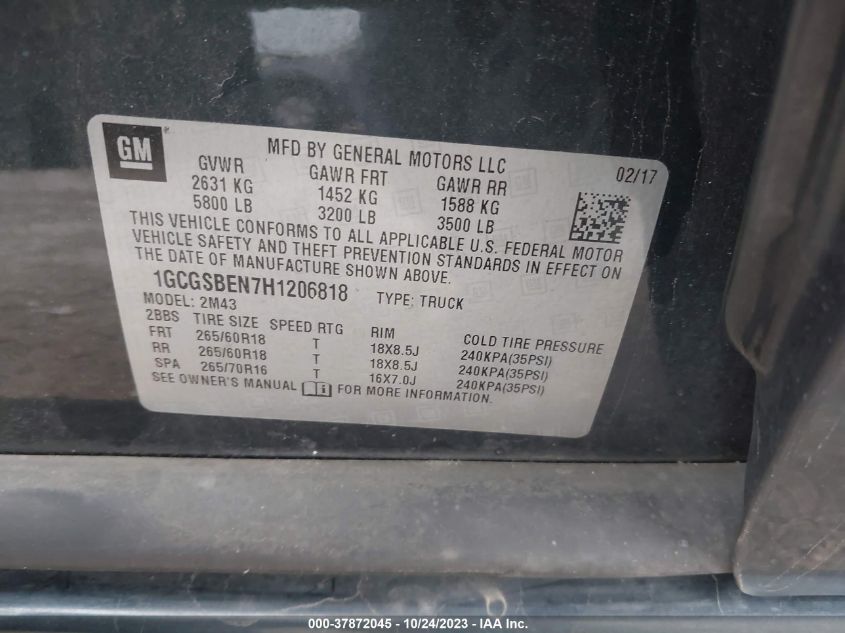 GM
MFD BY GENERAL MOTORS LLC
02/17
GVWR GAWR FRT GAWR RR
2631 KG 1452 KG 1588 KG
5800 LB 3200 LB 3500 LB
THIS VEHICLE CONFORMS TO ALL APPLICABLE U.S. FEDERAL MOTOR
VEHICLE SAFETY AND THEFT PREVENTION STANDARDS IN EFFECT ON
THE DATE OF MANUFACTURE SHOWN ABOVE.
1GCGSBEN7H1206818 TYPE: TRUCK
MODEL: 2M43
2BBS TIRE SIZE SPEED RTG RIM COLD TIRE PRESSURE
FRT 265/60R18 T 18X8.5J 240KPA(35PSI)
RR 265/60R18 T 18X8.5J 240KPA(35PSI)
SPA 265/70R16 T 16X7.0J 240KPA(35PSI)
SEE OWNER'S MANUAL FOR MORE INFORMATION.
000-37872045 - 10/24/2023 - IAAI.com